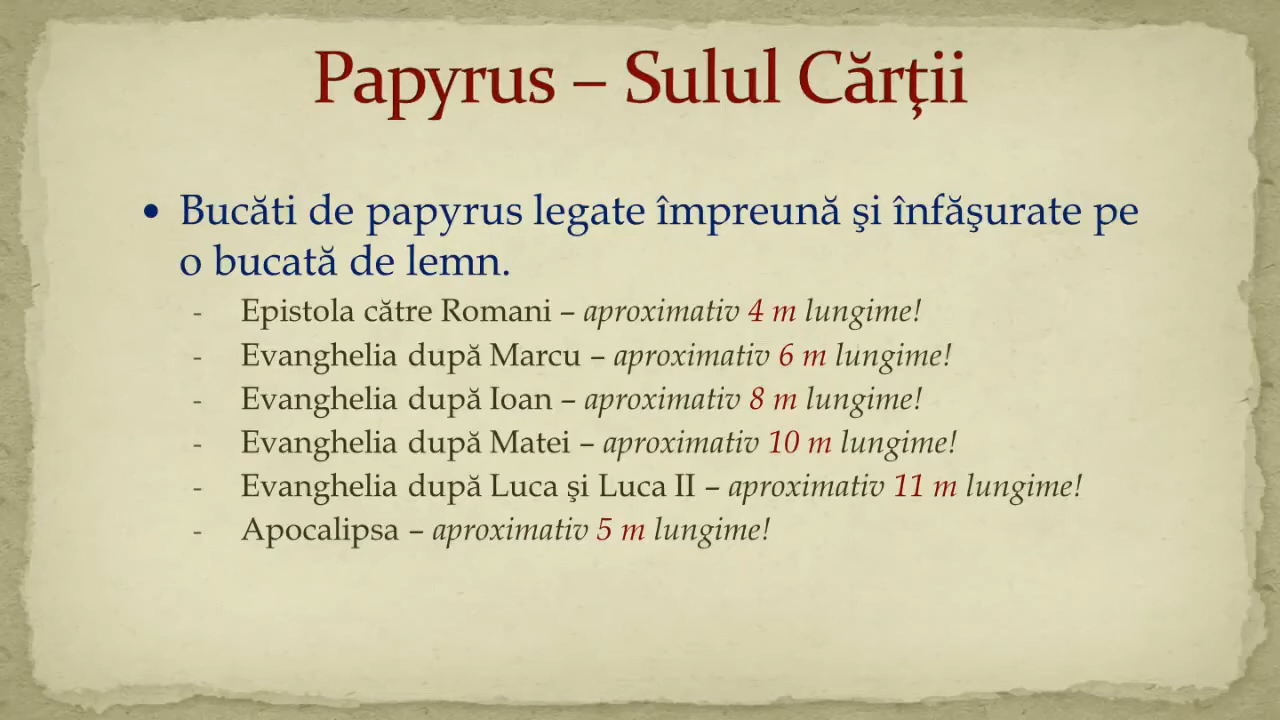 Papyrus – Sulul Cărţii
• Bucăti de papyrus legate împreună şi înfăşurate pe
o bucată de lemn.
- Epistola către Romani – aproximativ 4 m lungime!
- Evanghelia după Marcu – aproximativ 6 m lungime!
- Evanghelia după Ioan – aproximativ 8 m lungime!
- Evanghelia după Matei – aproximativ 10 m lungime!
- Evanghelia după Luca şi Luca II – aproximativ 11 m lungime!
- Apocalipsa – aproximativ 5 m lungime!